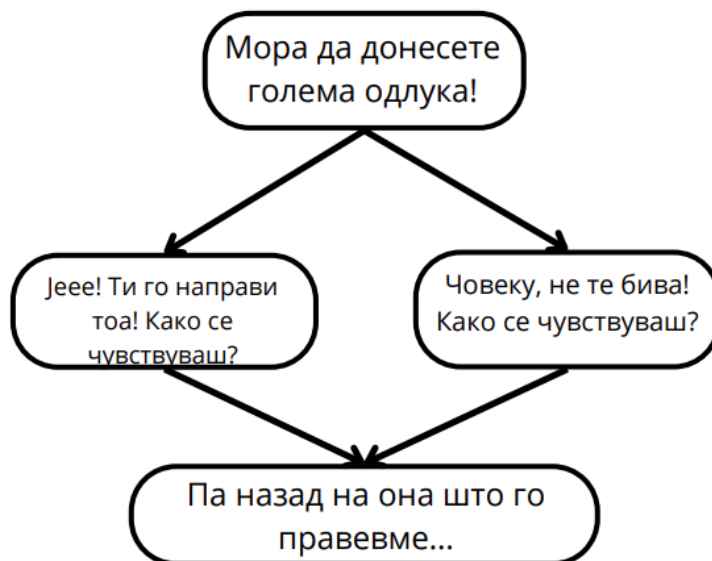 Мора да донесете
голема одлука!
Јеее! Ти го направи
тоа! Како се
чувствуваш?
Човеку, не те бива!
Како се чувствуваш?
Па назад на она што го
правевме...